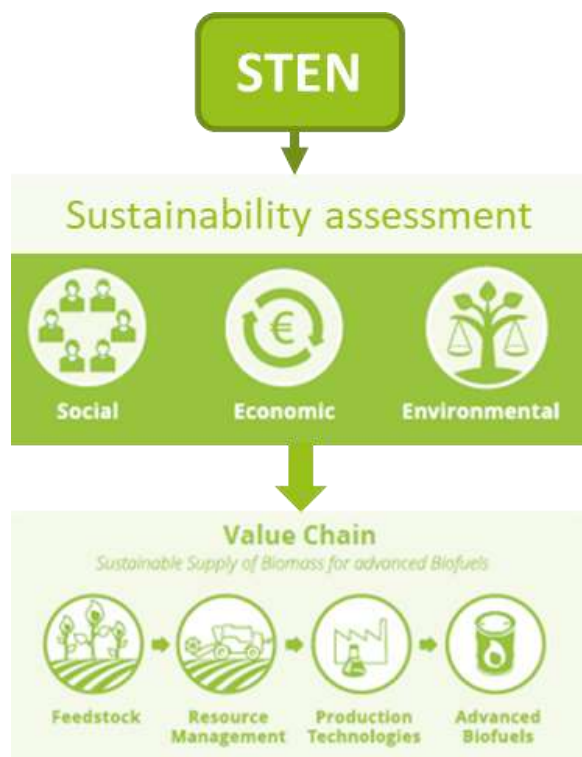 STEN
Sustainability assessment
€
Social
Economic
Environmental
Value Chain
Sustainable Supply of Biomass for advanced Biofuels
Feedstock
Resource
Management
Production
Technologies
Advanced
Biofuels